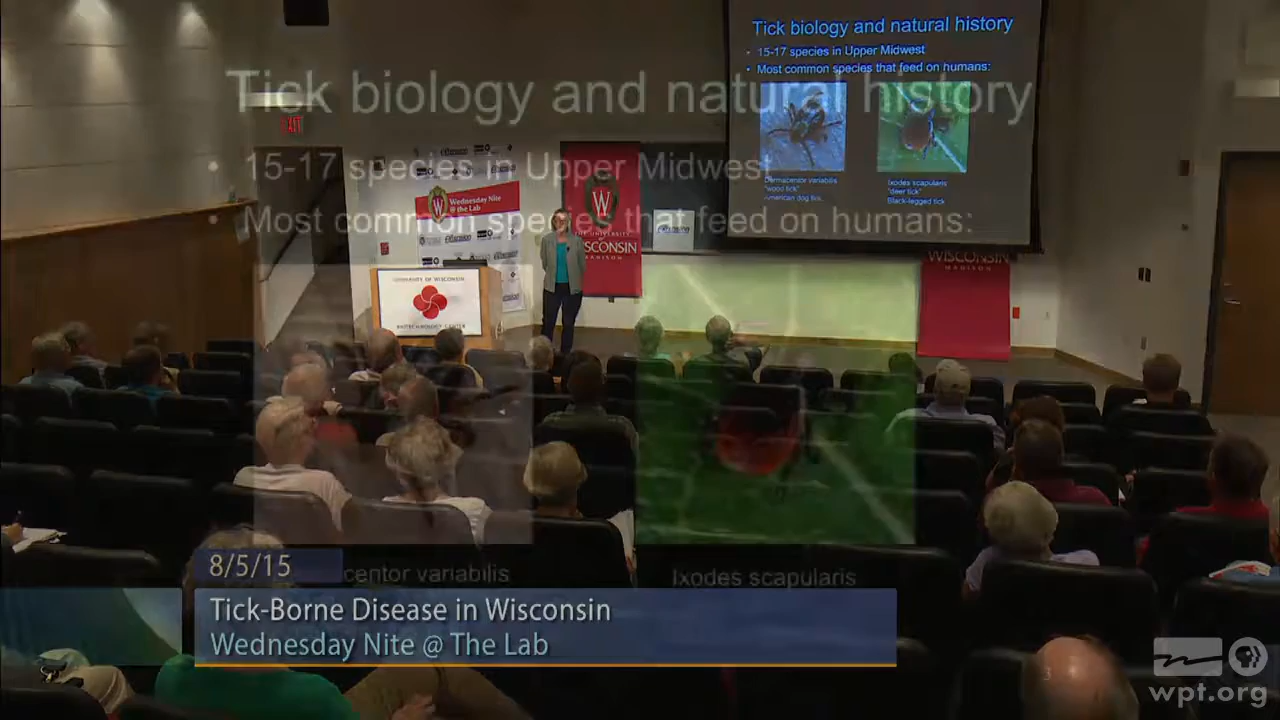 Tick biology and natural history
• 15-17 species in Upper Midwest
• Most common species that feed on humans:
Dermacentor variabilis
"wood tick"
American dog tick
Ixodes scapularis
"deer tick"
Black-legged tick
Tick biology and natural history
• 15-17 species in Upper Midwest
• Most common species that feed on humans:
EXIT
W
Wednesday Nite
@ the Lab
W
THE UNIVERSITY
WISCONSIN
MADISON
WISCONSIN
MADISON
UNIVERSITY OF WISCONSIN
BIOTECHNOLOGY CENTER
centor variabilis
Ixodes scapularis
8/5/15
Tick-Borne Disease in Wisconsin
Wednesday Nite @ The Lab
wpt.org